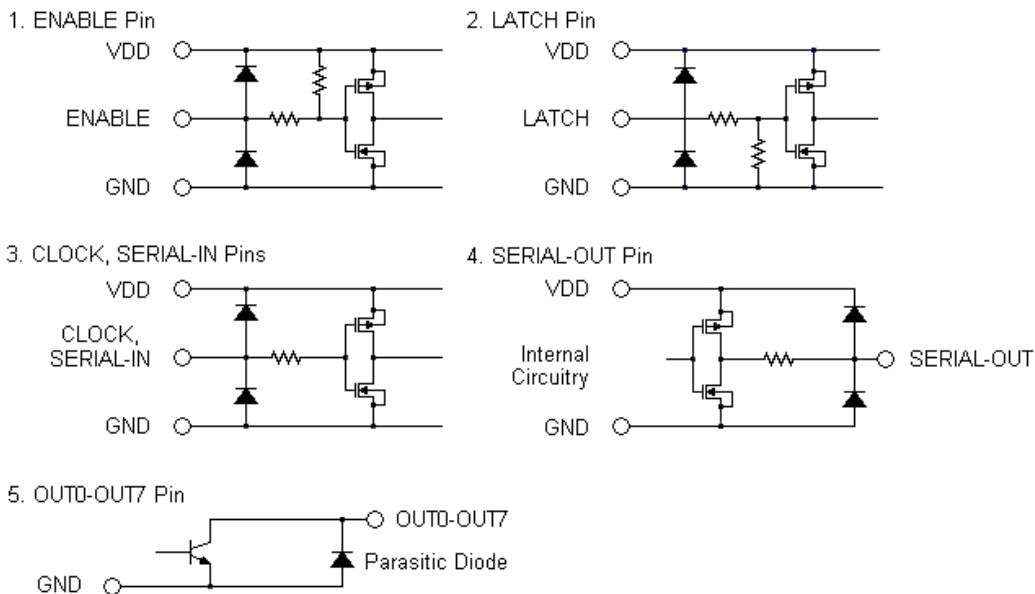 1. ENABLE Pin
VDD
ENABLE
GND
2. LATCH Pin
VDD
LATCH
GND
3. CLOCK, SERIAL-IN Pins
VDD
CLOCK,
SERIAL-IN
GND
4. SERIAL-OUT Pin
VDD
Internal
Circuitry
SERIAL-OUT
GND
5. OUT0-OUT7 Pin
OUT0-OUT7
Parasitic Diode
GND